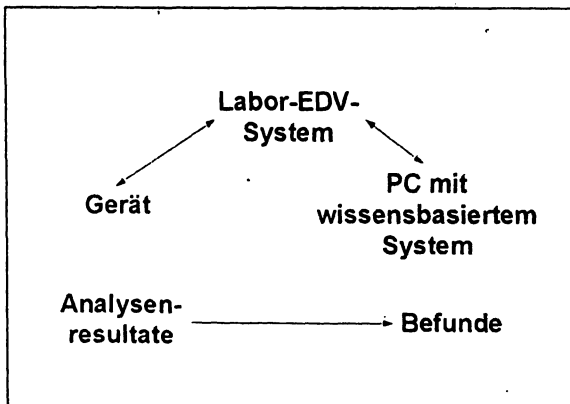 Labor-EDV-
System
Gerät
PC mit
wissensbasiertem
System
Analysen-
resultate
Befunde